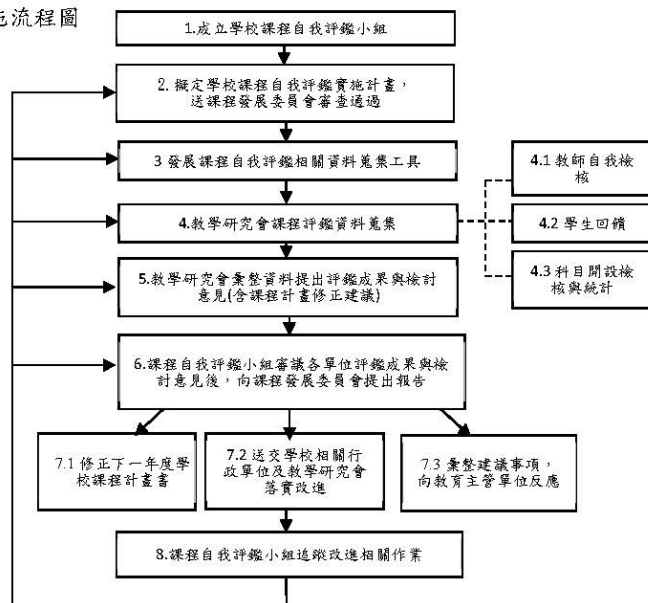 施流程圖
1.成立學校課程自我評鑑小組
2. 擬定學校課程自我評鑑實施計畫，
送課程發展委員會審查通過
3 發展課程自我評鑑相關資料蒐集工具
4.教學研究會課程評鑑資料蒐集
4.1 教師自我檢
核
4.2 學生回饋
4.3 科目開設檢
核與統計
5.教學研究會彙整資料提出評鑑成果與檢討
意見(含課程計畫修正建議)
6.課程自我評鑑小組審議各單位評鑑成果與檢
討意見後，向課程發展委員會提出報告
7.1 修正下一年度學
校課程計畫書
7.2 送交學校相關行
政單位及教學研究會
落實改進
7.3 彙整建議事項，
向教育主管單位反應
8.課程自我評鑑小組追蹤改進相關作業